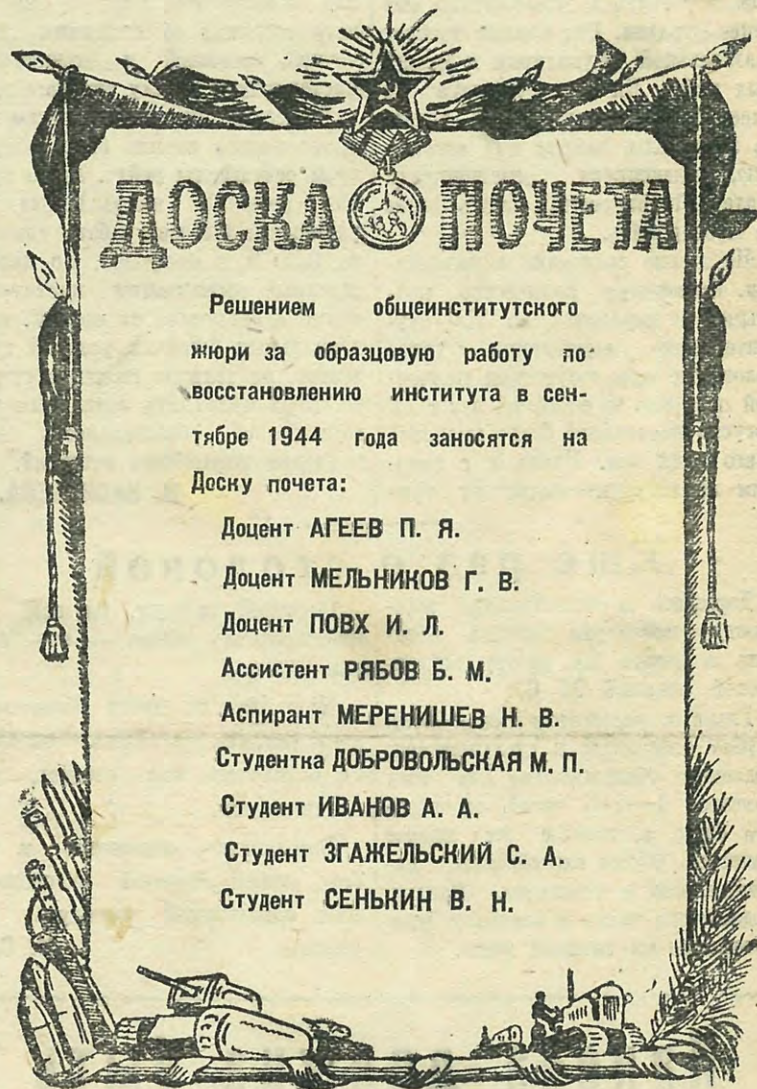 ДОСКА ПОЧЕТА
Решением общеинститутского
жюри за образцовую работу по
восстановлению института в сен-
тябре 1944 года заносятся на
Доску почета:
Доцент АГЕЕВ П. Я.
Доцент МЕЛЬНИКОВ Г. В.
Доцент ПОВХ И. Л.
Ассистент РЯБОВ Б. М.
Аспирант МЕРЕНИШЕВ Н. В.
Студентка ДОБРОВОЛЬСКАЯ М. П.
Студент ИВАНОВ А. А.
Студент ЗГАЖЕЛЬСКИЙ С. А.
Студент СЕНЬКИН В. Н.